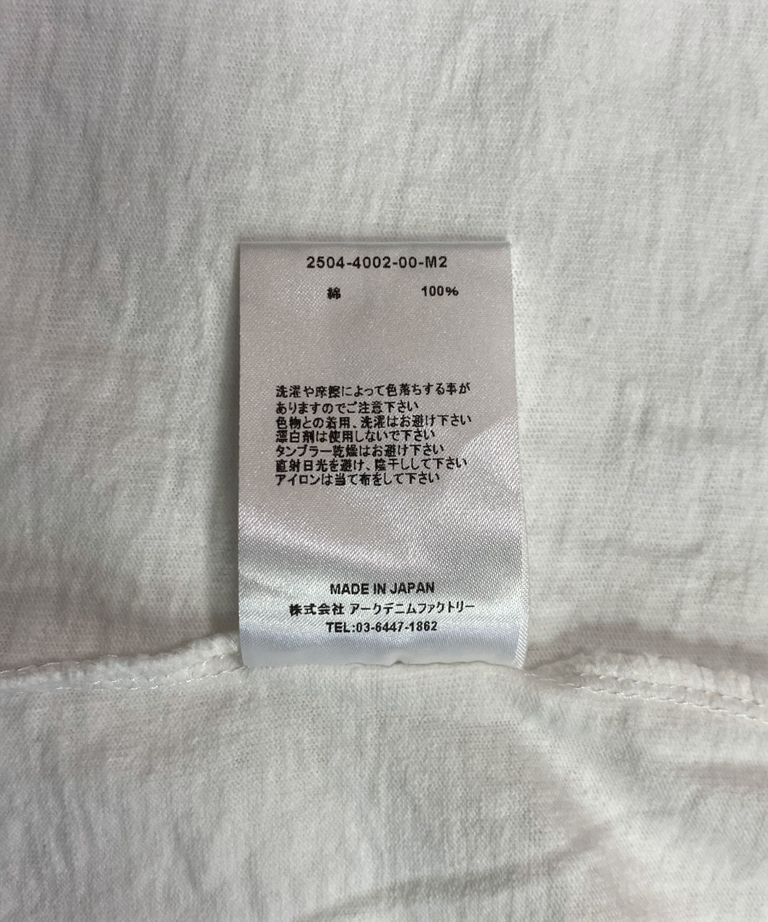 2504-4002-00-M2
綿 100%
洗濯や摩擦によって色落ちする事が
ありますのでご注意下さい
色物との着用、洗濯はお避け下さい
漂白剤は使用しないで下さい
タンブラー乾燥はお避け下さい
直射日光を避け、陰干しして下さい
アイロンは当て布をして下さい
MADE IN JAPAN
株式会社 アークデニムファクトリー
TEL:03-6447-1862